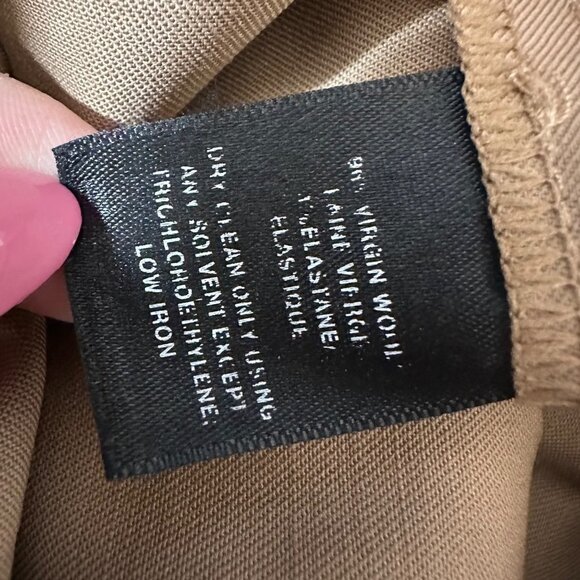 VIRGIN WOOL/
LAINE VIERGE
ELASTANE/
ELASTIQUE
DRY CLEAN ONLY USING
ANY SOLVENT EXCEPT
TRICHLOROETHYLENE.
LOW IRON